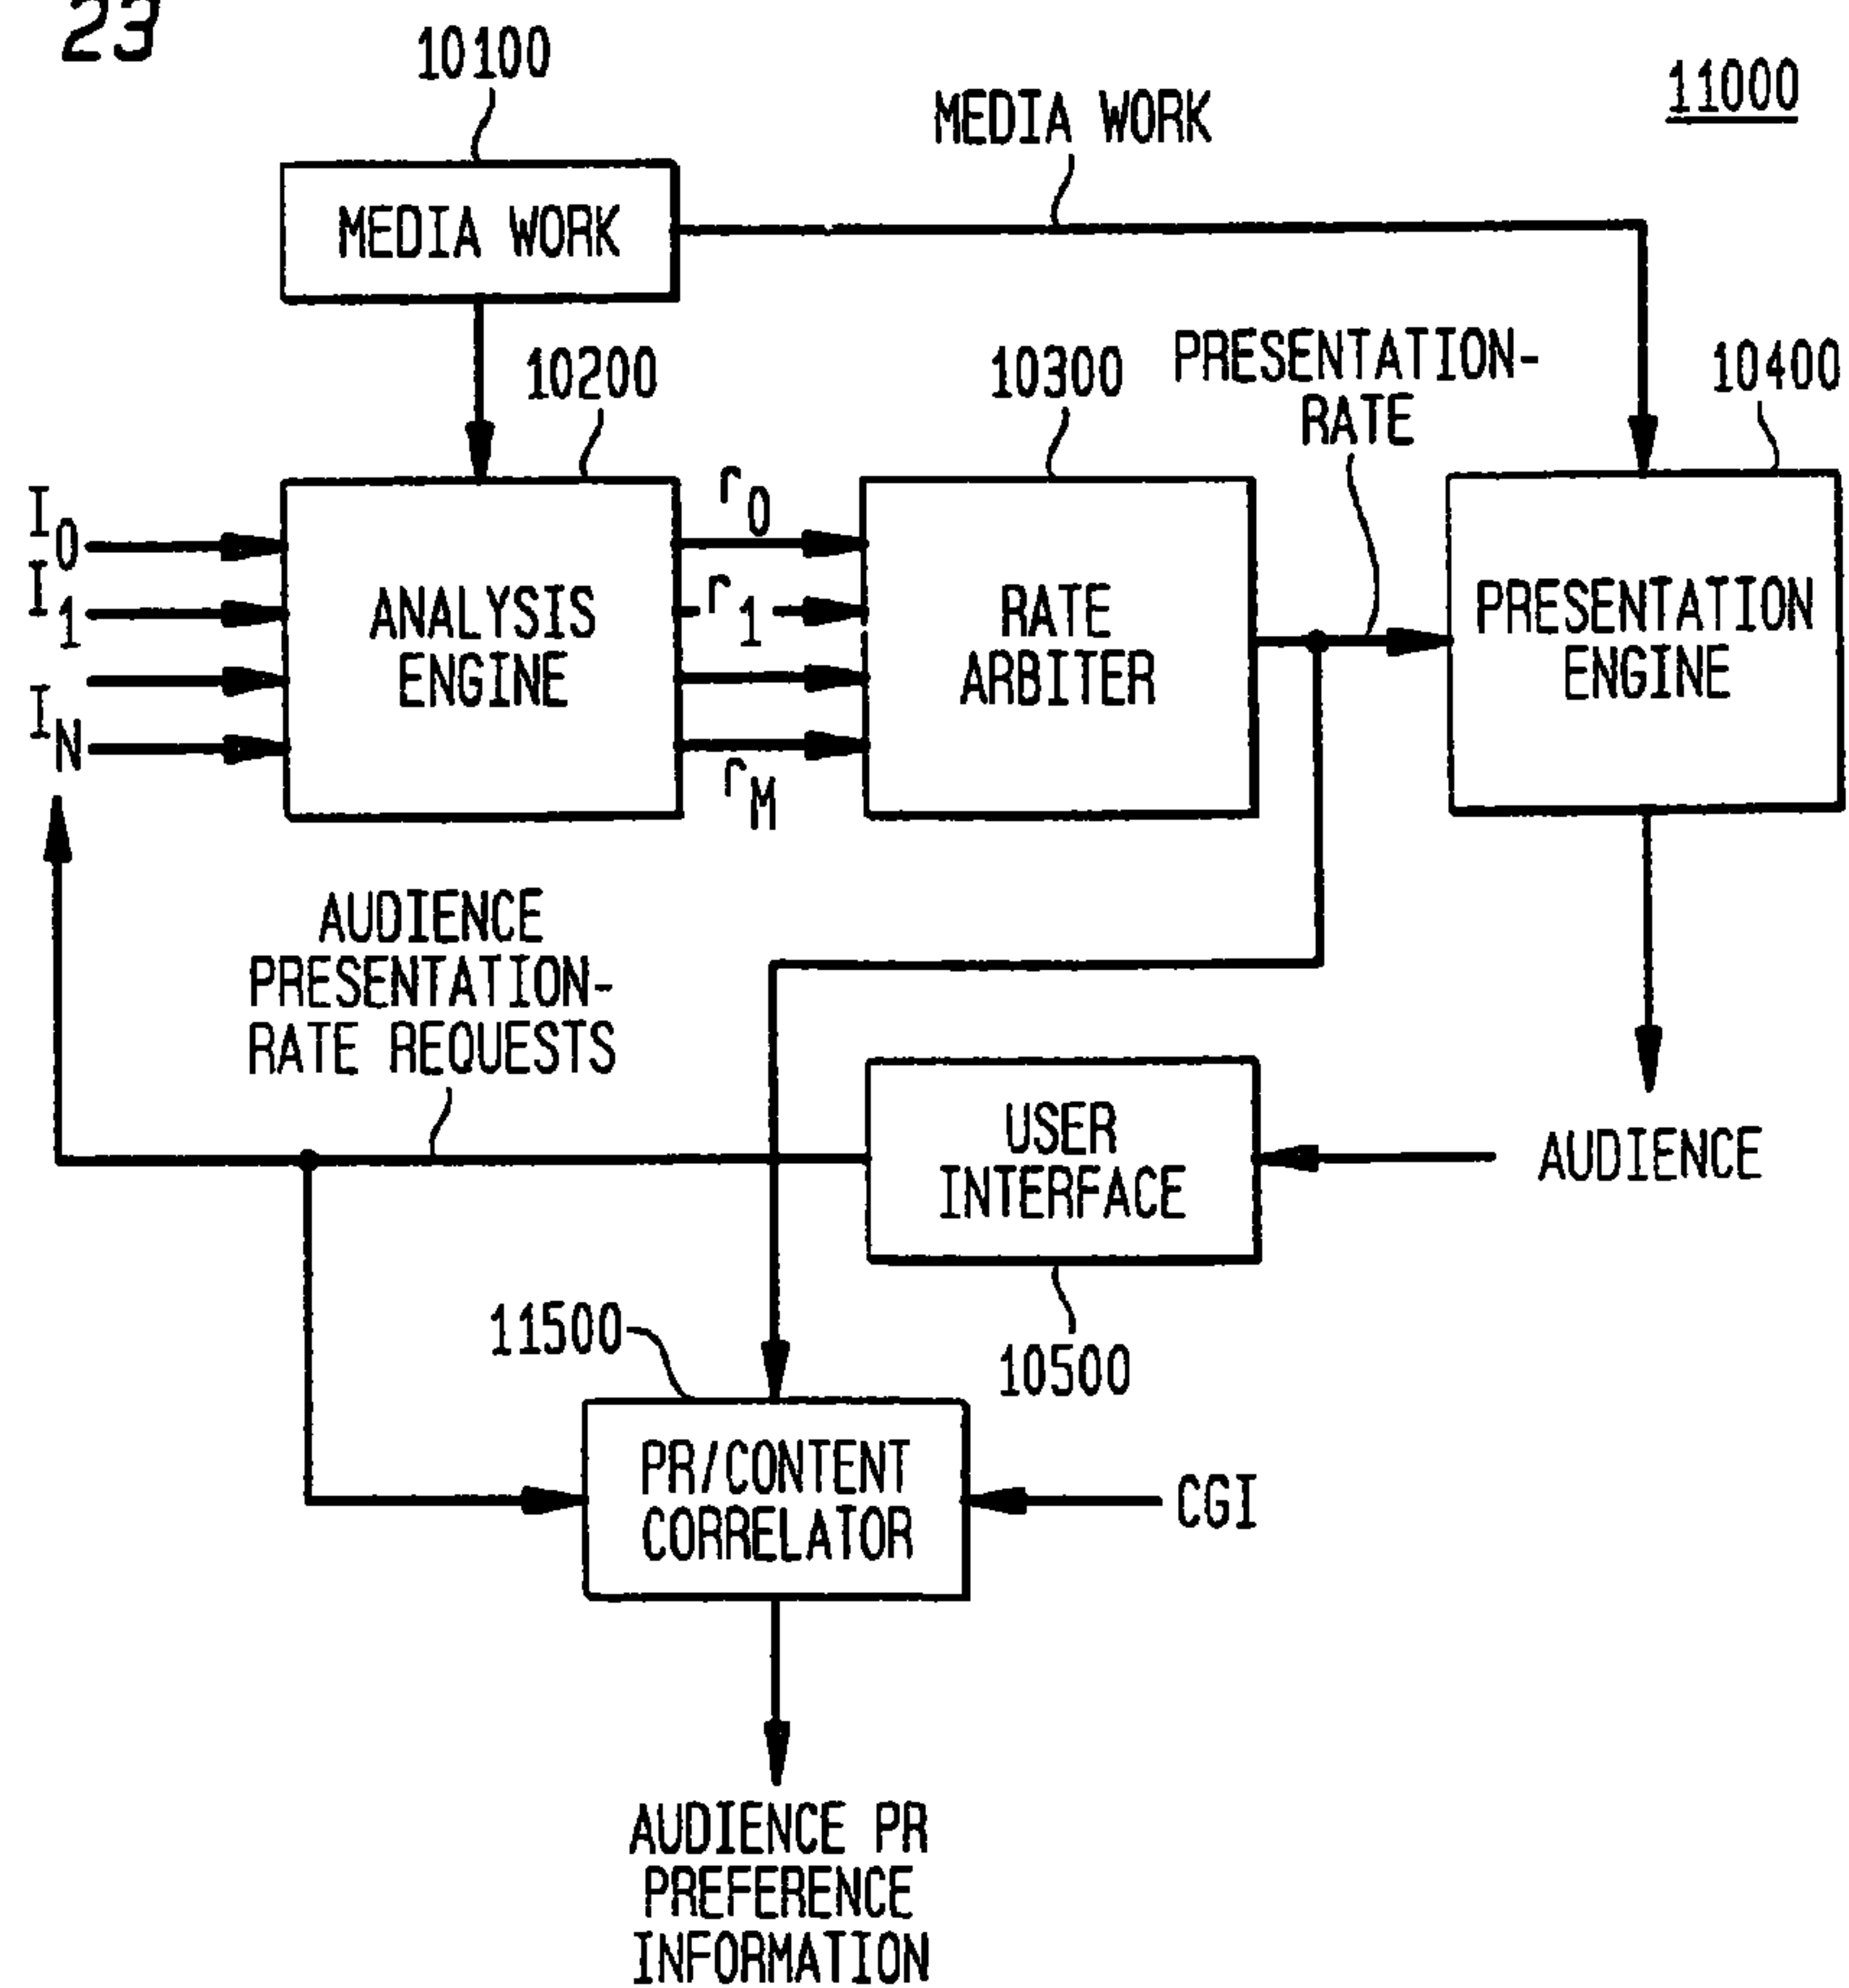 23
10100
MEDIA WORK
11000
MEDIA WORK
10200
10300
PRESENTATION-
RATE
10400
I0
I1
IN
ANALYSIS
ENGINE
r0
r1
rM
RATE
ARBITER
PRESENTATION
ENGINE
AUDIENCE
PRESENTATION-
RATE REQUESTS
USER
INTERFACE
AUDIENCE
11500
10500
PR/CONTENT
CORRELATOR
CGI
AUDIENCE PR
PREFERENCE
INFORMATION